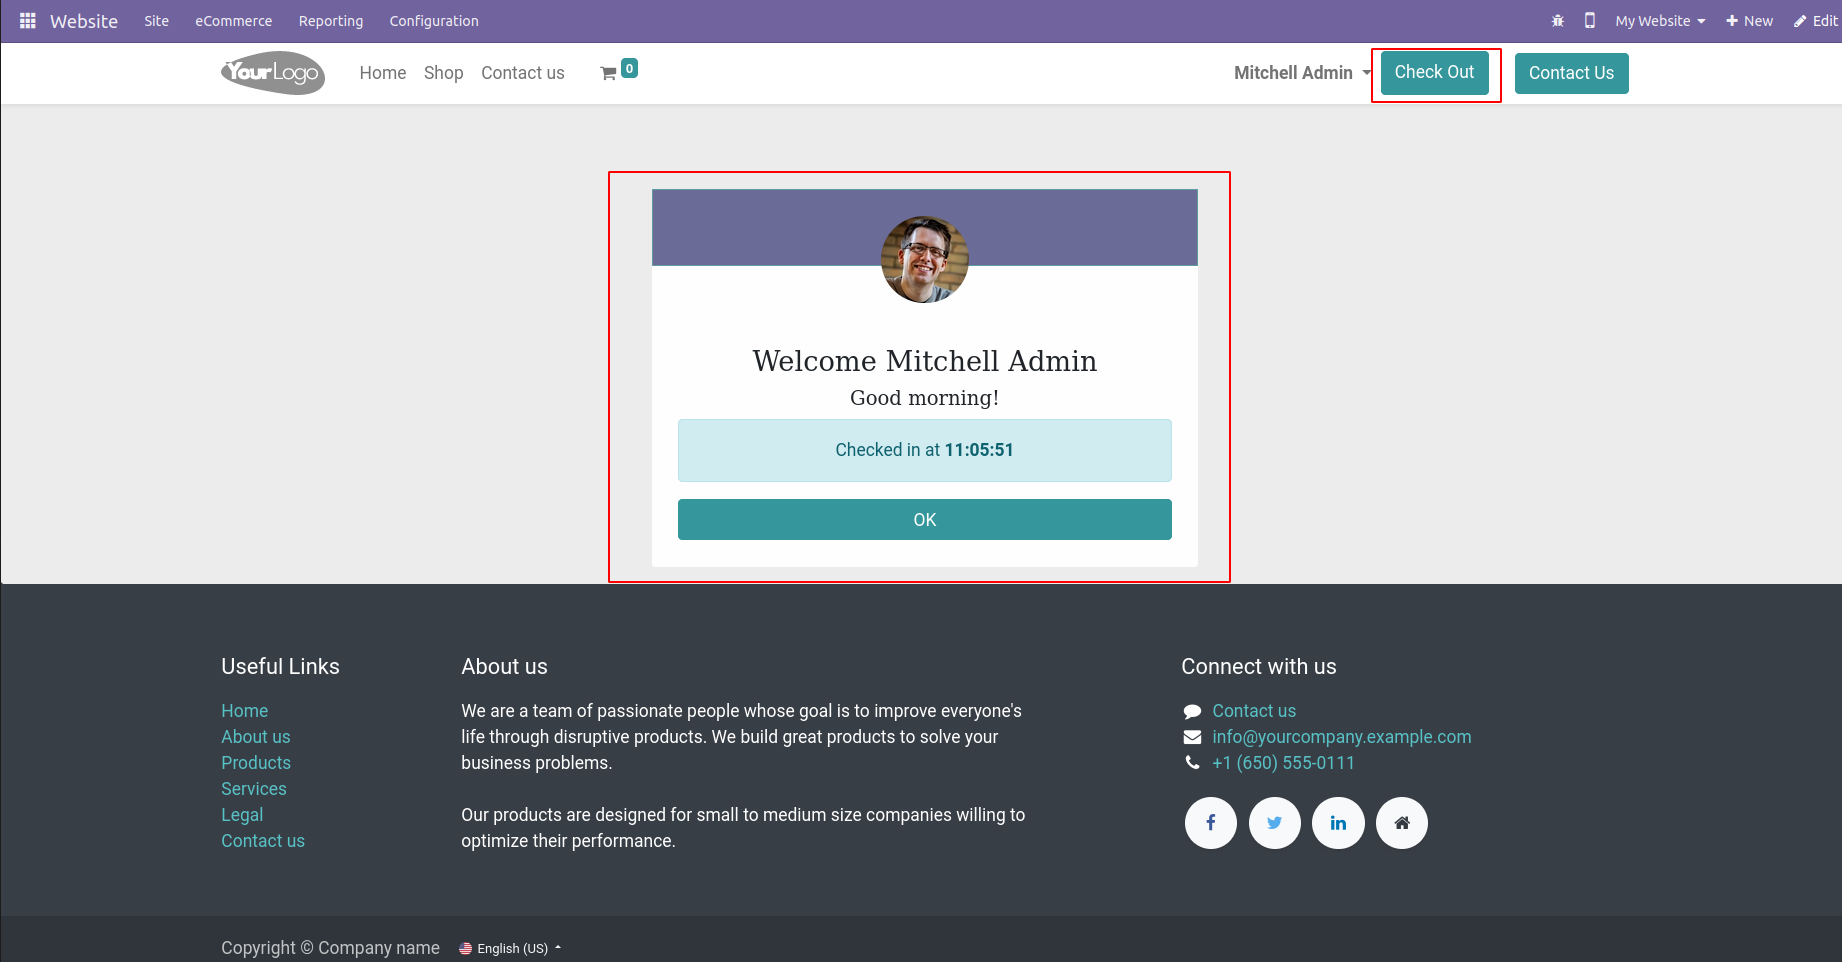 Website Site eCommerce Reporting Configuration My Website New Edit
YourLogo Home Shop Contact us 0 Mitchell Admin Check Out Contact Us
Welcome Mitchell Admin
Good morning!
Checked in at 11:05:51
OK
Useful Links
Home
About us
Products
Services
Legal
Contact us
About us
We are a team of passionate people whose goal is to improve everyone's
life through disruptive products. We build great products to solve your
business problems.
Our products are designed for small to medium size companies willing to
optimize their performance.
Connect with us
Contact us
info@yourcompany.example.com
+1 (650) 555-0111
Copyright © Company name English (US)